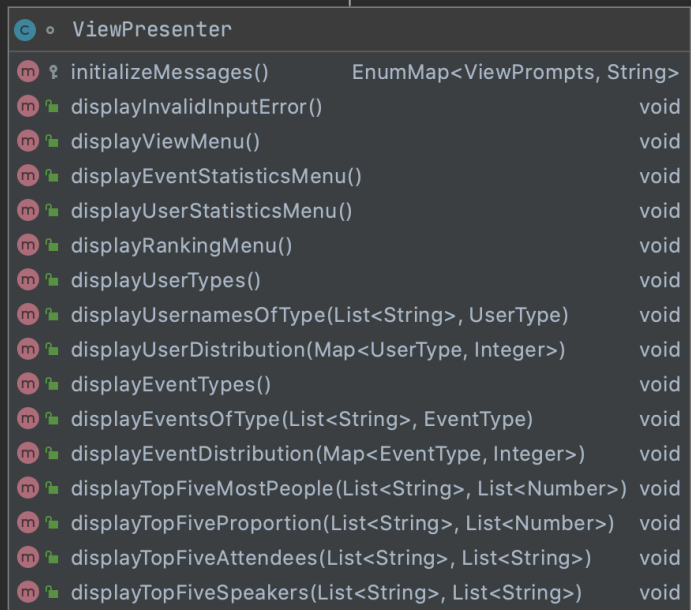 C ViewPresenter
m initializeMessages() EnumMap<ViewPrompts, String>
m displayInvalidInputError() void
m displayViewMenu() void
m displayEventStatisticsMenu() void
m displayUserStatisticsMenu() void
m displayRankingMenu() void
m displayUserTypes() void
m displayUsernamesOfType(List<String>, UserType) void
m displayUserDistribution(Map<UserType, Integer>) void
m displayEventTypes() void
m displayEventsOfType(List<String>, EventType) void
m displayEventDistribution(Map<EventType, Integer>) void
m displayTopFiveMostPeople(List<String>, List<Number>) void
m displayTopFiveProportion(List<String>, List<Number>) void
m displayTopFiveAttendees(List<String>, List<String>) void
m displayTopFiveSpeakers(List<String>, List<String>) void